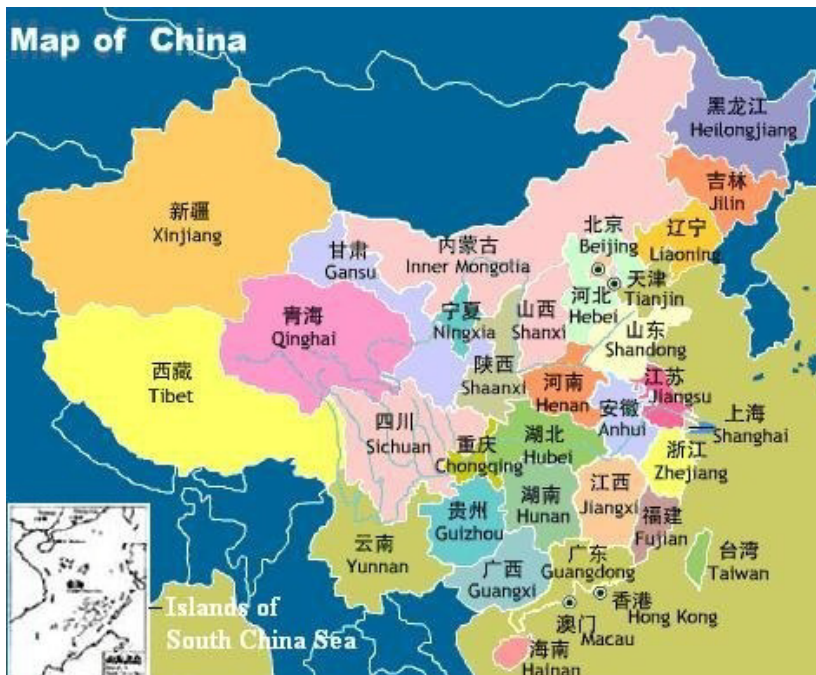 Map of China
黑龙江
Heilongjiang
吉林
Jilin
辽宁
Liaoning
新疆
Xinjiang
甘肃
Gansu
内蒙古
Inner Mongolia
北京
Beijing
天津
Tianjin
河北
Hebei
青海
Qinghai
宁夏
Ningxia
山西
Shanxi
山东
Shandong
西藏
Tibet
陕西
Shaanxi
河南
Henan
江苏
Jiangsu
安徽
Anhui
上海
Shanghai
四川
Sichuan
重庆
Chongqing
湖北
Hubei
浙江
Zhejiang
江西
Jiangxi
湖南
Hunan
贵州
Guizhou
福建
Fujian
云南
Yunnan
广西
Guangxi
广东
Guangdong
台湾
Taiwan
香港
Hong Kong
澳门
Macau
海南
Hainan
Islands of
South China Sea